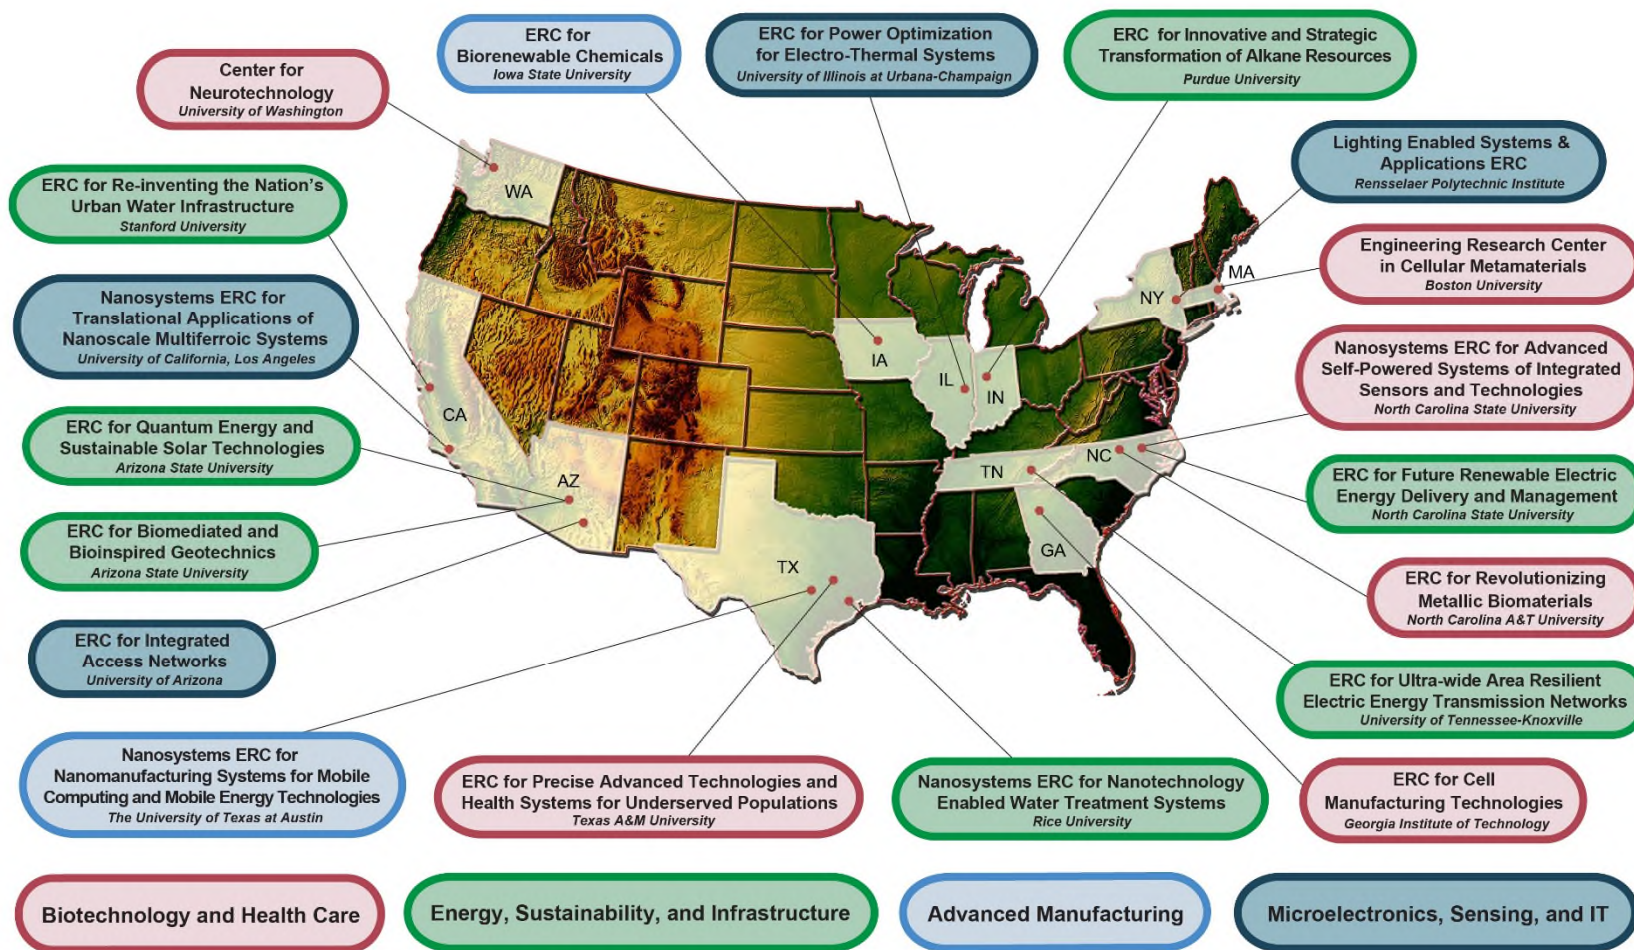 ERC for
Biorenewable Chemicals
Iowa State University
ERC for Power Optimization
for Electro-Thermal Systems
University of Illinois at Urbana-Champaign
ERC for Innovative and Strategic
Transformation of Alkane Resources
Purdue University
Center for
Neurotechnology
University of Washington
Lighting Enabled Systems &
Applications ERC
Rensselaer Polytechnic Institute
ERC for Re-inventing the Nation's
Urban Water Infrastructure
Stanford University
Engineering Research Center
in Cellular Metamaterials
Boston University
Nanosystems ERC for
Translational Applications of
Nanoscale Multiferroic Systems
University of California, Los Angeles
Nanosystems ERC for Advanced
Self-Powered Systems of Integrated
Sensors and Technologies
North Carolina State University
ERC for Quantum Energy and
Sustainable Solar Technologies
Arizona State University
ERC for Future Renewable Electric
Energy Delivery and Management
North Carolina State University
ERC for Biomediated and
Bioinspired Geotechnics
Arizona State University
ERC for Revolutionizing
Metallic Biomaterials
North Carolina A&T University
ERC for Integrated
Access Networks
University of Arizona
ERC for Ultra-wide Area Resilient
Electric Energy Transmission Networks
University of Tennessee-Knoxville
Nanosystems ERC for
Nanomanufacturing Systems for Mobile
Computing and Mobile Energy Technologies
The University of Texas at Austin
ERC for Precise Advanced Technologies and
Health Systems for Underserved Populations
Texas A&M University
Nanosystems ERC for Nanotechnology
Enabled Water Treatment Systems
Rice University
ERC for Cell
Manufacturing Technologies
Georgia Institute of Technology
WA
MA
NY
IA
IL
IN
CA
TN
NC
AZ
GA
TX
Biotechnology and Health Care
Energy, Sustainability, and Infrastructure
Advanced Manufacturing
Microelectronics, Sensing, and IT